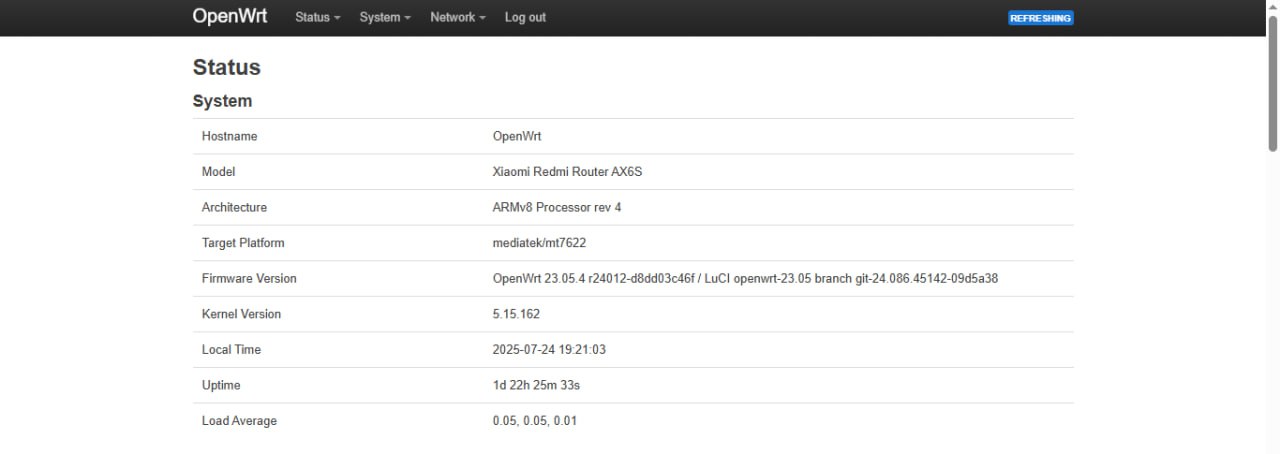 OpenWrt Status System Network Log out REFRESHING
Status
System
Hostname OpenWrt
Model Xiaomi Redmi Router AX6S
Architecture ARMv8 Processor rev 4
Target Platform mediatek/mt7622
Firmware Version OpenWrt 23.05.4 r24012-d8dd03c46f / LuCI openwrt-23.05 branch git-24.086.45142-09d5a38
Kernel Version 5.15.162
Local Time 2025-07-24 19:21:03
Uptime 1d 22h 25m 33s
Load Average 0.05, 0.05, 0.01